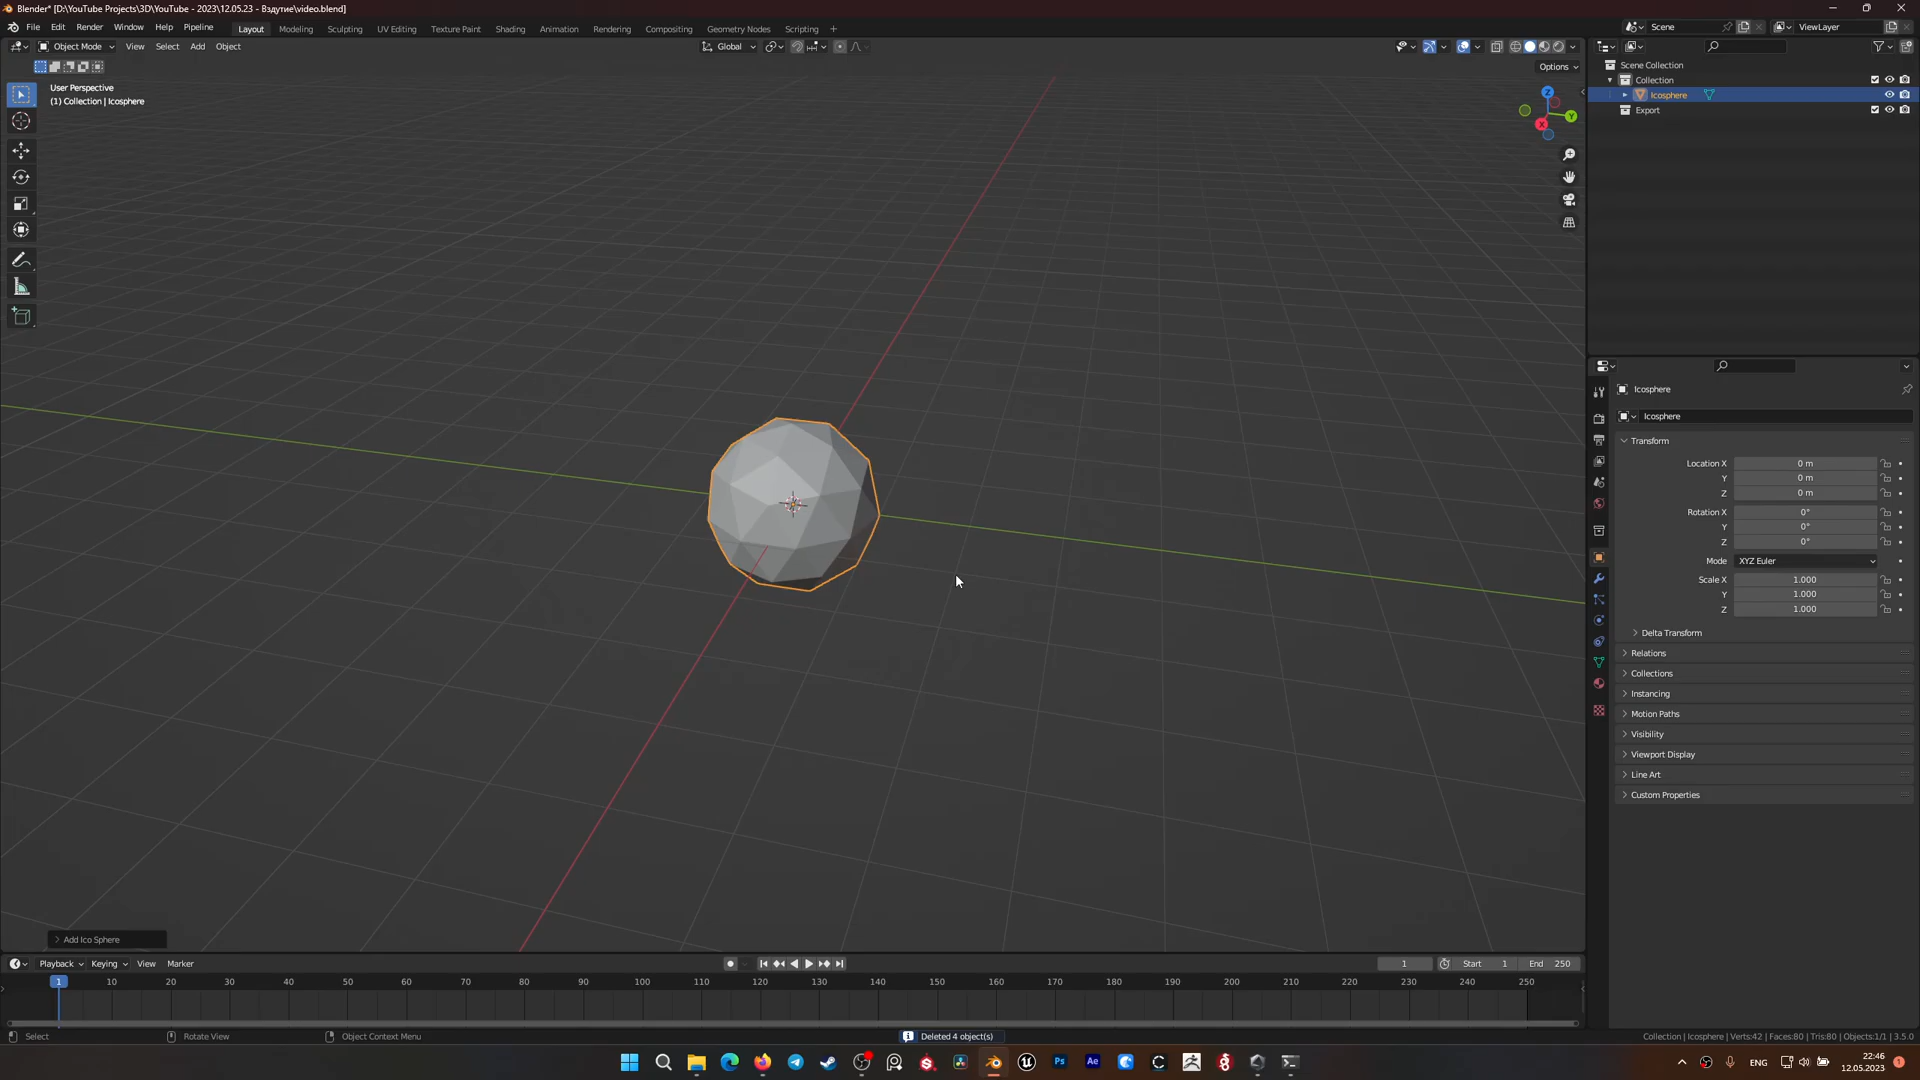 Blender* [D:\YouTube Projects\3D\YouTube - 2023\12.05.23 - Вздутие\video.blend]
File Edit Render Window Help Pipeline Layout Modeling Sculpting UV Editing Texture Paint Shading Animation Rendering Compositing Geometry Nodes Scripting + Scene ViewLayer
Object Mode View Select Add Object Global
Options
User Perspective
(1) Collection | Icosphere
Z
Y
X
Scene Collection
Collection
Icosphere
Export
Icosphere
Icosphere
Transform
Location X 0 m
Y 0 m
Z 0 m
Rotation X 0°
Y 0°
Z 0°
Mode XYZ Euler
Scale X 1.000
Y 1.000
Z 1.000
Delta Transform
Relations
Collections
Instancing
Motion Paths
Visibility
Viewport Display
Line Art
Custom Properties
Add Ico Sphere
Playback Keying View Marker 1 Start 1 End 250
1 10 20 30 40 50 60 70 80 90 100 110 120 130 140 150 160 170 180 190 200 210 220 230 240 250
Select Rotate View Object Context Menu Deleted 4 object(s) Collection | Icosphere | Verts:42 | Faces:80 | Tris:80 | Objects:1/1 | 3.5.0
Ps Ae ENG 22:46
12.05.2023
1